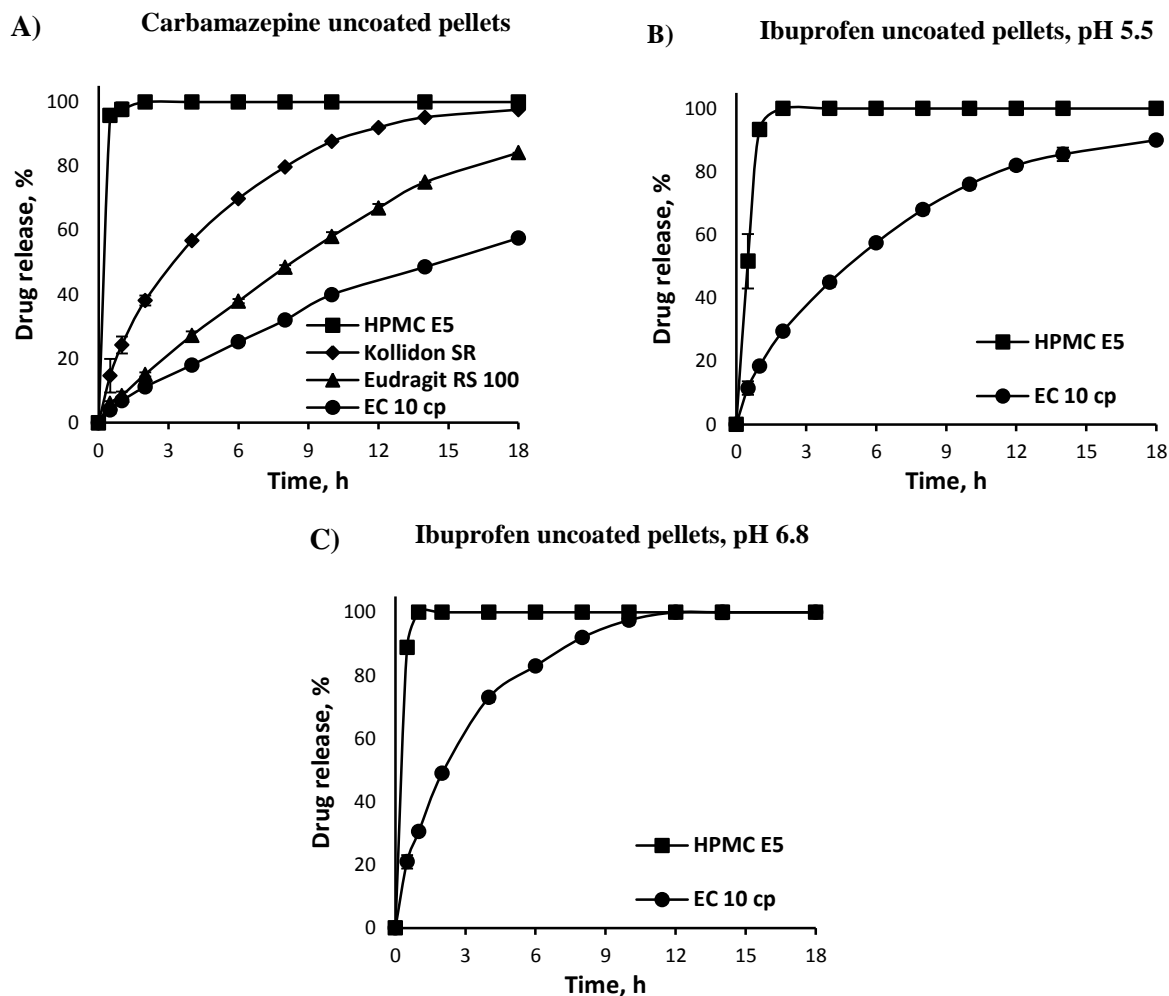 A)
Carbamazepine uncoated pellets
Drug release, %
100
80
60
40
20
0
HPMC E5
Kollidon SR
Eudragit RS 100
EC 10 cp
0 3 6 9 12 15 18
Time, h
B)
Ibuprofen uncoated pellets, pH 5.5
Drug release, %
100
80
60
40
20
0
HPMC E5
EC 10 cp
0 3 6 9 12 15 18
Time, h
C)
Ibuprofen uncoated pellets, pH 6.8
Drug release, %
100
80
60
40
20
0
HPMC E5
EC 10 cp
0 3 6 9 12 15 18
Time, h